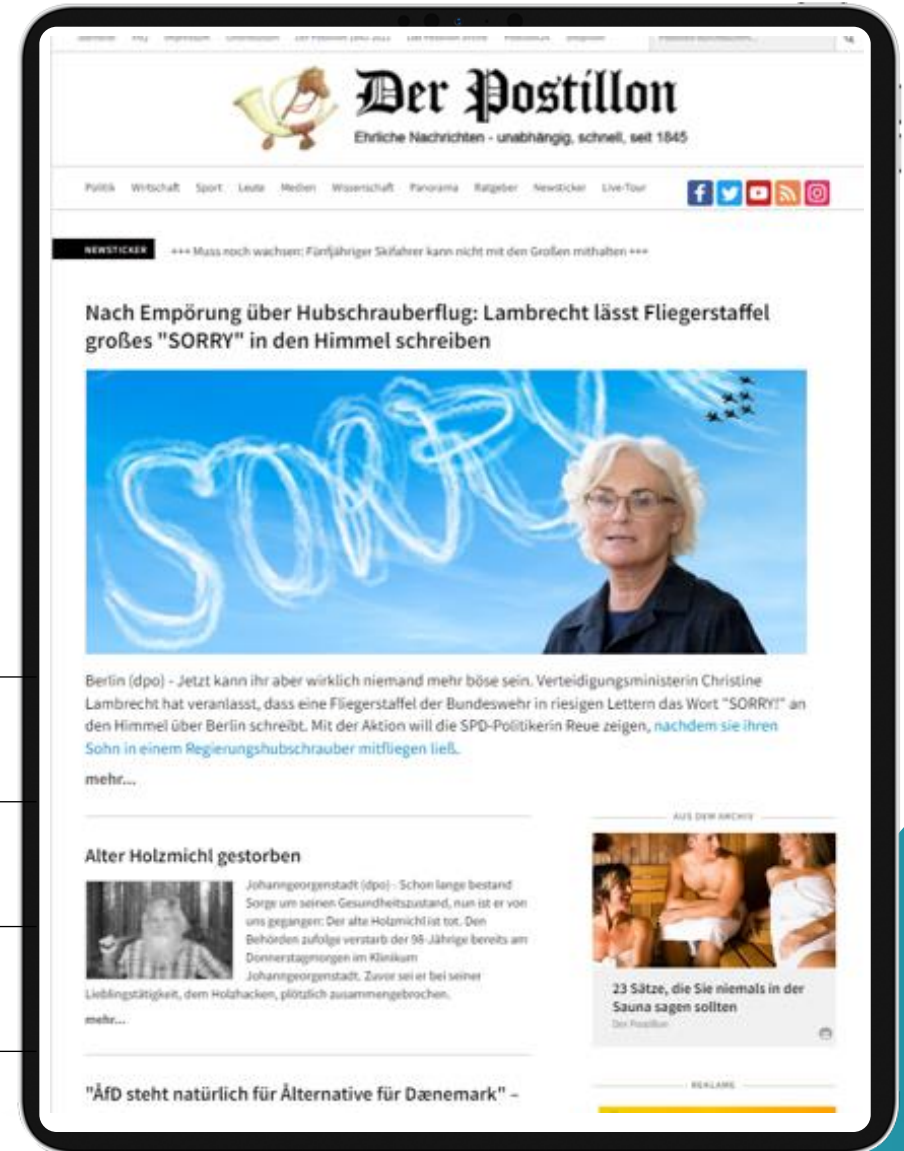 Der Postillon
Ehrliche Nachrichten - unabhängig, schnell, seit 1845
Politik Wirtschaft Sport Leute Medien Wissenschaft Panorama Ratgeber Newsticker Live-Tour
NEWSTICKER +++ Muss noch wachsen: Fünfjähriger Skifahrer kann nicht mit den Großen mithalten +++
Nach Empörung über Hubschrauberflug: Lambrecht lässt Fliegerstaffel
großes "SORRY" in den Himmel schreiben
SORRY
Berlin (dpo) - Jetzt kann ihr aber wirklich niemand mehr böse sein. Verteidigungsministerin Christine
Lambrecht hat veranlasst, dass eine Fliegerstaffel der Bundeswehr in riesigen Lettern das Wort "SORRY!" an
den Himmel über Berlin schreibt. Mit der Aktion will die SPD-Politikerin Reue zeigen, nachdem sie ihren
Sohn in einem Regierungshubschrauber mitfliegen ließ.
mehr...
Alter Holzmichl gestorben
Johanngeorgenstadt (dpo) - Schon lange bestand
Sorge um seinen Gesundheitszustand, nun ist er von
uns gegangen: Der alte Holzmichl ist tot. Den
Behörden zufolge verstarb der 98-Jährige bereits am
Donnerstagmorgen im Klinikum
Johanngeorgenstadt. Zuvor sei er bei seiner
Lieblingstätigkeit, dem Holzhacken, plötzlich zusammengebrochen.
mehr...
"ÅfD steht natürlich für Ålternative für Dænemark" –
AUS DEM ARCHIV
23 Sätze, die Sie niemals in der
Sauna sagen sollten
Der Postillon
REKLAME